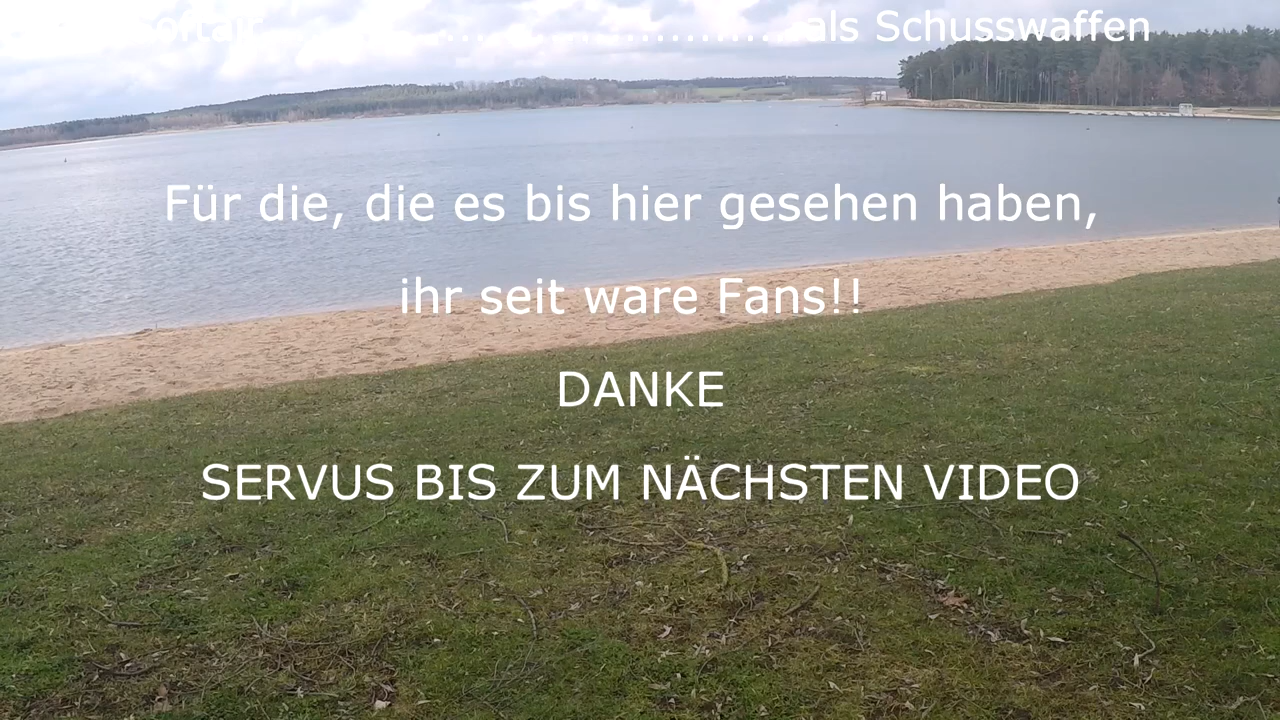 als Schusswaffen
Für die, die es bis hier gesehen haben,
ihr seit ware Fans!!
DANKE
SERVUS BIS ZUM NÄCHSTEN VIDEO